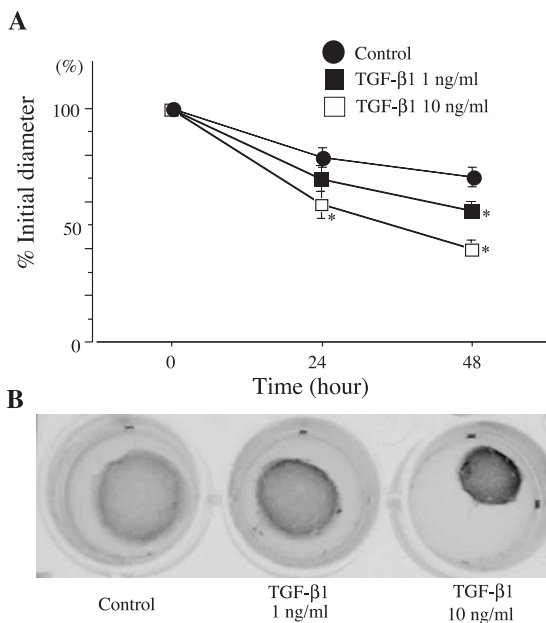 A
(%)
Control
TGF-β1 1 ng/ml
TGF-β1 10 ng/ml
100
50
0
% Initial diameter
*
*
*
0 24 48
Time (hour)
B
Control
TGF-β1
1 ng/ml
TGF-β1
10 ng/ml